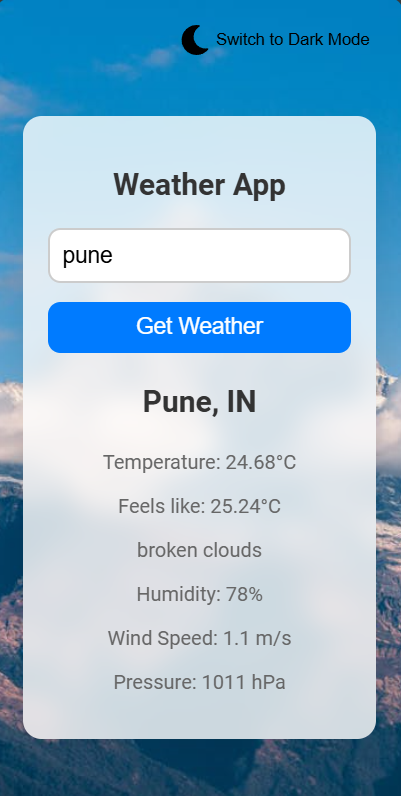 Switch to Dark Mode
Weather App
pune
Get Weather
Pune, IN
Temperature: 24.68°C
Feels like: 25.24°C
broken clouds
Humidity: 78%
Wind Speed: 1.1 m/s
Pressure: 1011 hPa